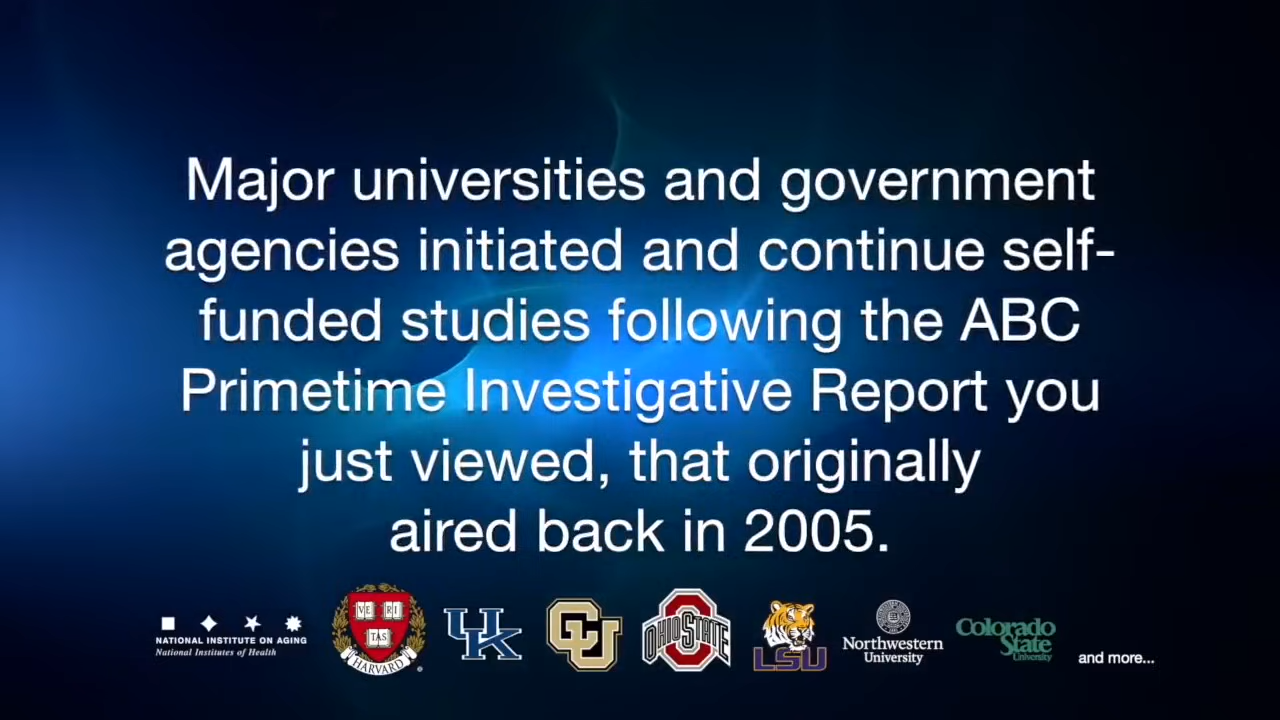 Major universities and government
agencies initiated and continue self-
funded studies following the ABC
Primetime Investigative Report you
just viewed, that originally
aired back in 2005.
NATIONAL INSTITUTE ON AGING
National Institutes of Health
VE RI
TAS
HARVARD
UK
CU
OHIO STATE
LSU
Northwestern
University
Colorado
State
University
and more...